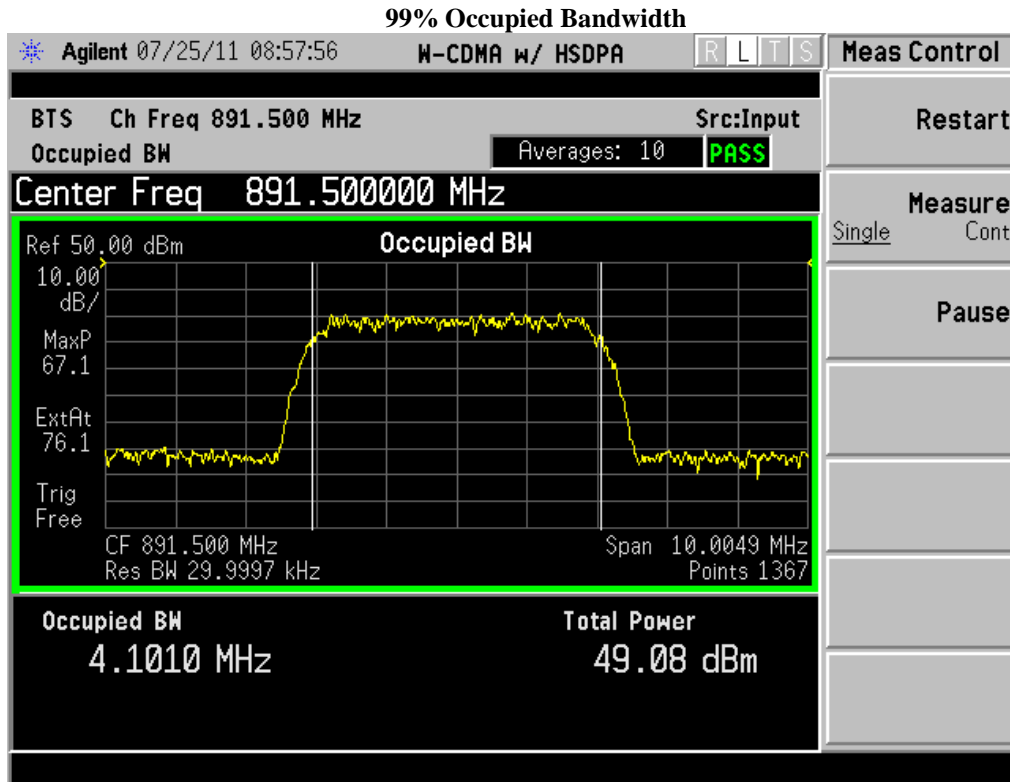 99% Occupied Bandwidth
Agilent 07/25/11 08:57:56 W-CDMA w/ HSDPA R L T S Meas Control
BTS Ch Freq 891.500 MHz Src:Input Restart
Occupied BW Averages: 10 PASS
Center Freq 891.500000 MHz
Measure
Single Cont
Ref 50.00 dBm Occupied BW
10.00
dB/
Pause
MaxP
67.1
ExtAt
76.1
Trig
Free
CF 891.500 MHz Span 10.0049 MHz
Res BW 29.9997 kHz Points 1367
Occupied BW Total Power
4.1010 MHz 49.08 dBm